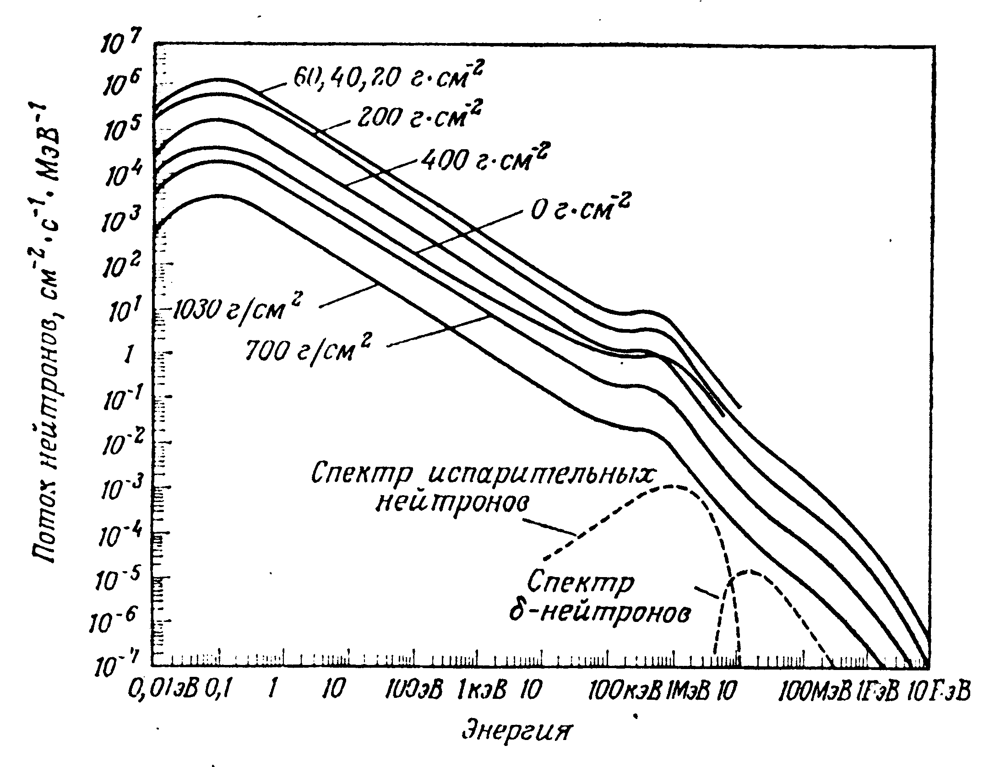 Поток нейтронов, см⁻²·с⁻¹·МэВ⁻¹
10⁷
10⁶
10⁵
10⁴
10³
10²
10¹
1
10⁻¹
10⁻²
10⁻³
10⁻⁴
10⁻⁵
10⁻⁶
10⁻⁷
60, 40, 20 г·см⁻²
200 г·см⁻²
400 г·см⁻²
0 г·см⁻²
1030 г/см²
700 г/см²
Спектр испарительных
нейтронов
Спектр
δ-нейтронов
0,01эВ 0,1 1 10 100эВ 1кэВ 10 100кэВ 1МэВ 10 100МэВ 1ГэВ 10ГэВ
Энергия